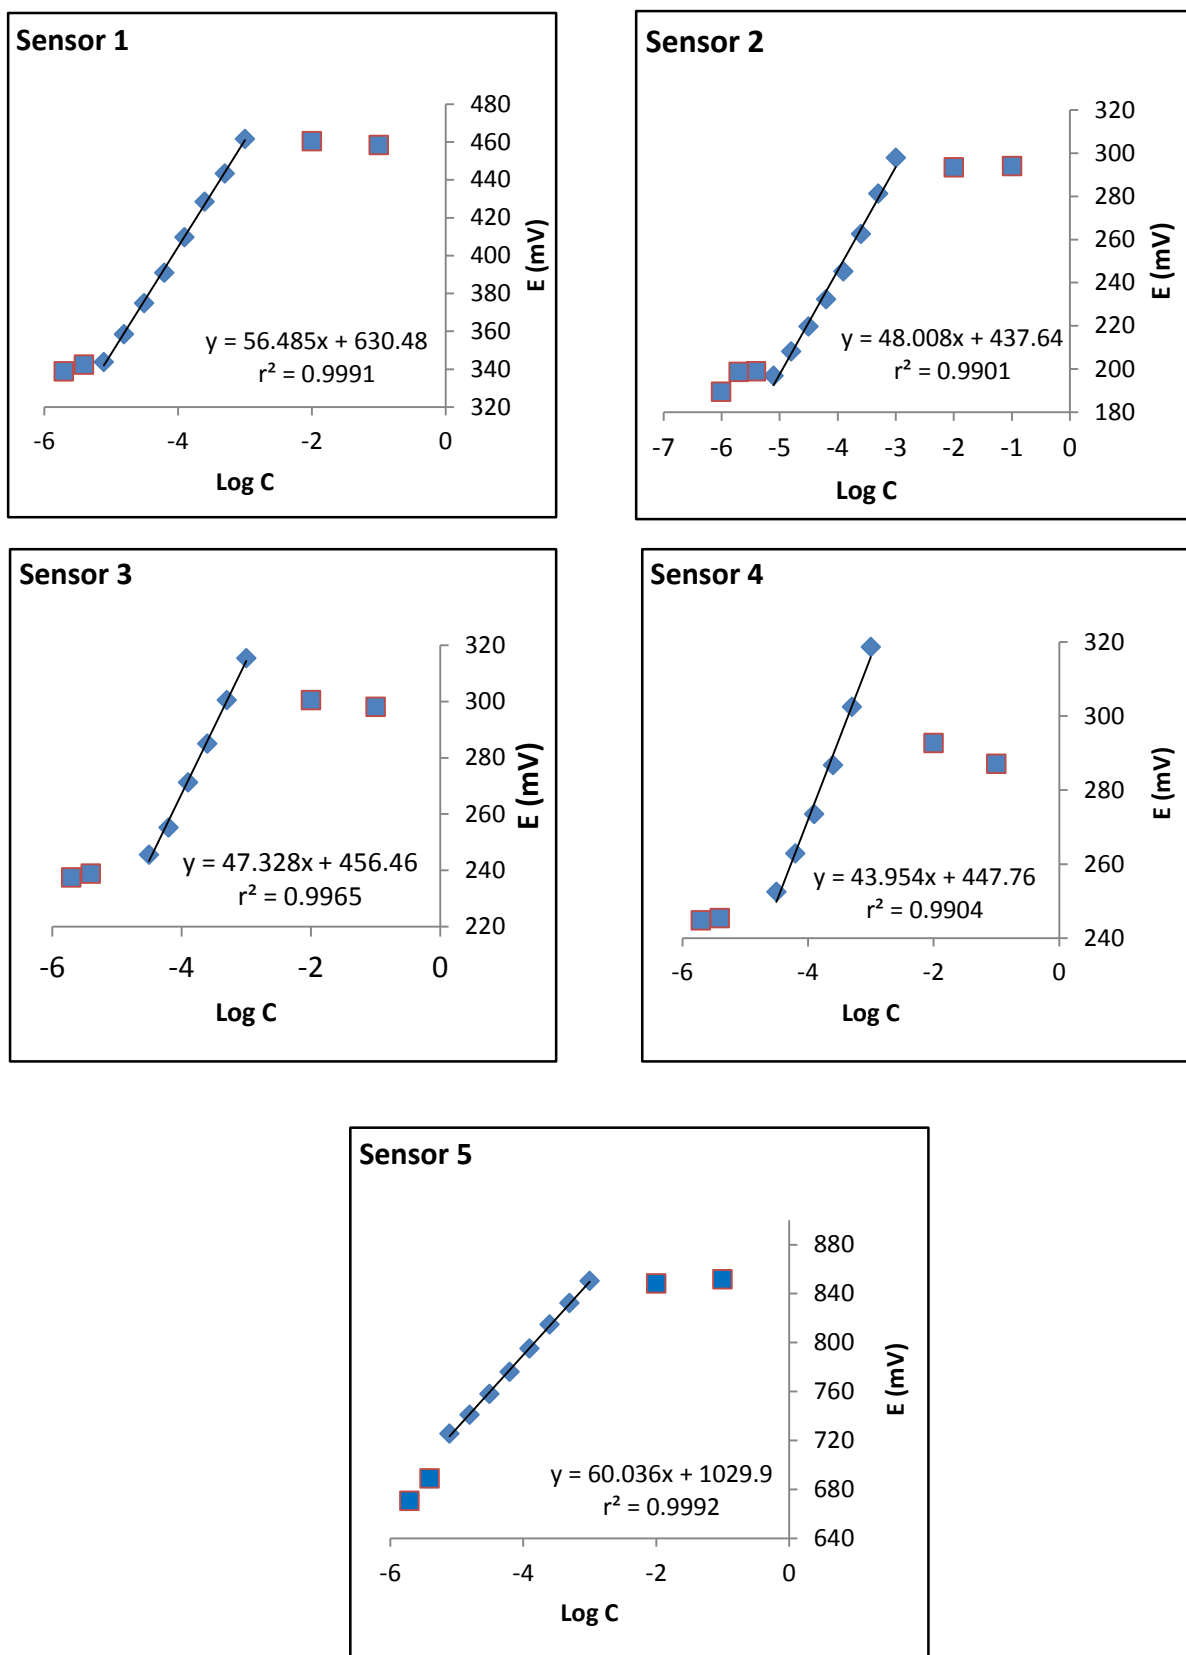 Sensor 1
480
460
440
420
400
380
360
340
320
E (mV)
y = 56.485x + 630.48
r² = 0.9991
-6 -4 -2 0
Log C
Sensor 2
320
300
280
260
240
220
200
180
E (mV)
y = 48.008x + 437.64
r² = 0.9901
-7 -6 -5 -4 -3 -2 -1 0
Log C
Sensor 3
320
300
280
260
240
220
E (mV)
y = 47.328x + 456.46
r² = 0.9965
-6 -4 -2 0
Log C
Sensor 4
320
300
280
260
240
E (mV)
y = 43.954x + 447.76
r² = 0.9904
-6 -4 -2 0
Log C
Sensor 5
880
840
800
760
720
680
640
E (mV)
y = 60.036x + 1029.9
r² = 0.9992
-6 -4 -2 0
Log C